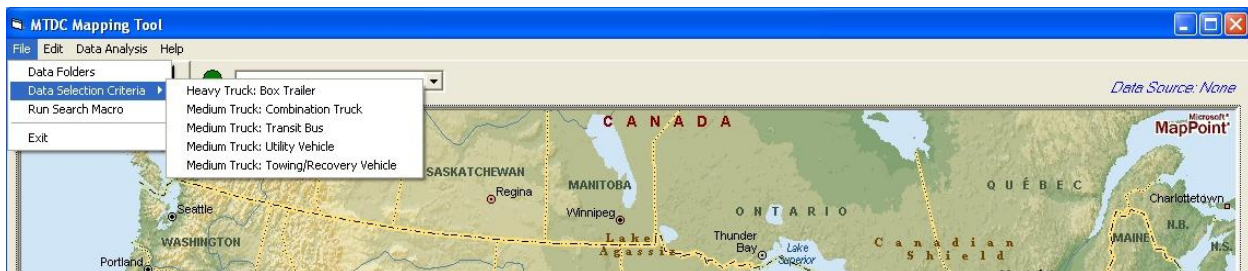 MTDC Mapping Tool
File Edit Data Analysis Help
Data Folders
Data Selection Criteria
Run Search Macro
Exit
Heavy Truck: Box Trailer
Medium Truck: Combination Truck
Medium Truck: Transit Bus
Medium Truck: Utility Vehicle
Medium Truck: Towing/Recovery Vehicle
Data Source: None
Microsoft
MapPoint
CANADA
SASKATCHEWAN
Regina
MANITOBA
Winnipeg
ONTARIO
QUÉBEC
Charlottetown
N.B.
N.S.
MAINE
Seattle
WASHINGTON
Portland
Lake
Agassiz
Thunder
Bay
Lake
Superior
Canadian
Shield